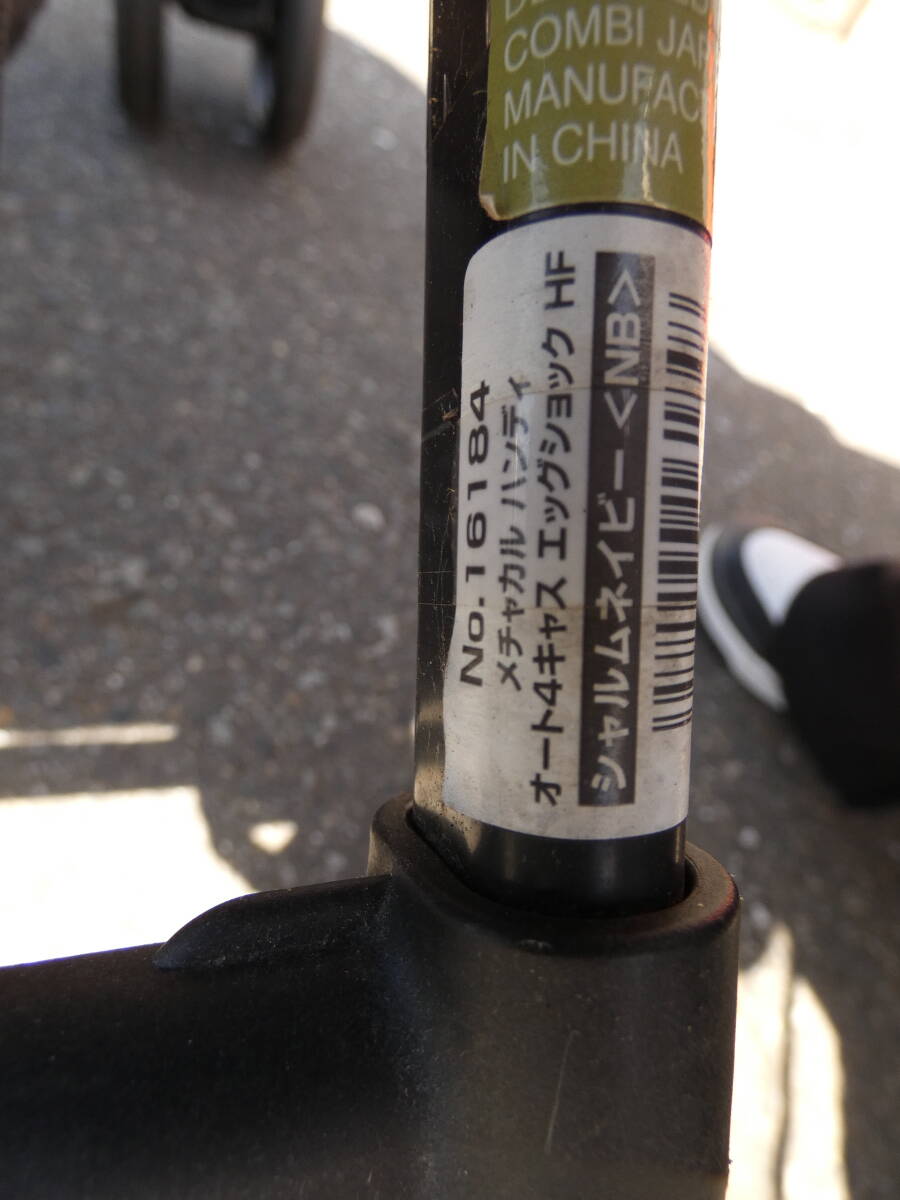 COMBI
MANUFAC
IN CHINA
No.16184
メチャカル ハンディ
オート4キャス エッグショック HF
シャルムネイビー <NB>